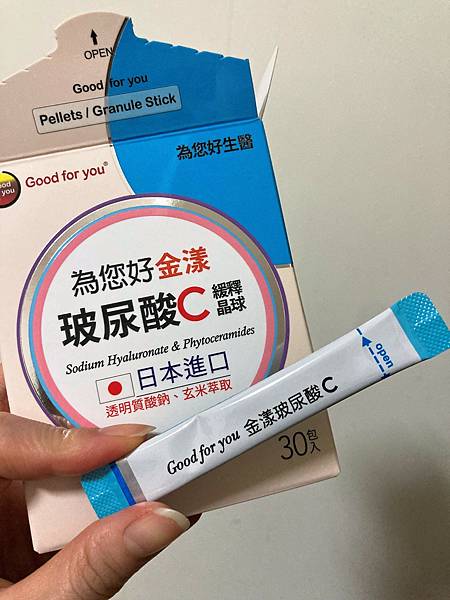 OPEN
Good for you
Pellets / Granule Stick
為您好生醫
Good for you®
為您好金漾
玻尿酸C 緩釋晶球
Sodium Hyaluronate & Phytoceramides
日本進口
透明質酸鈉、玄米萃取
30包入
open
Good for you 金漾玻尿酸C